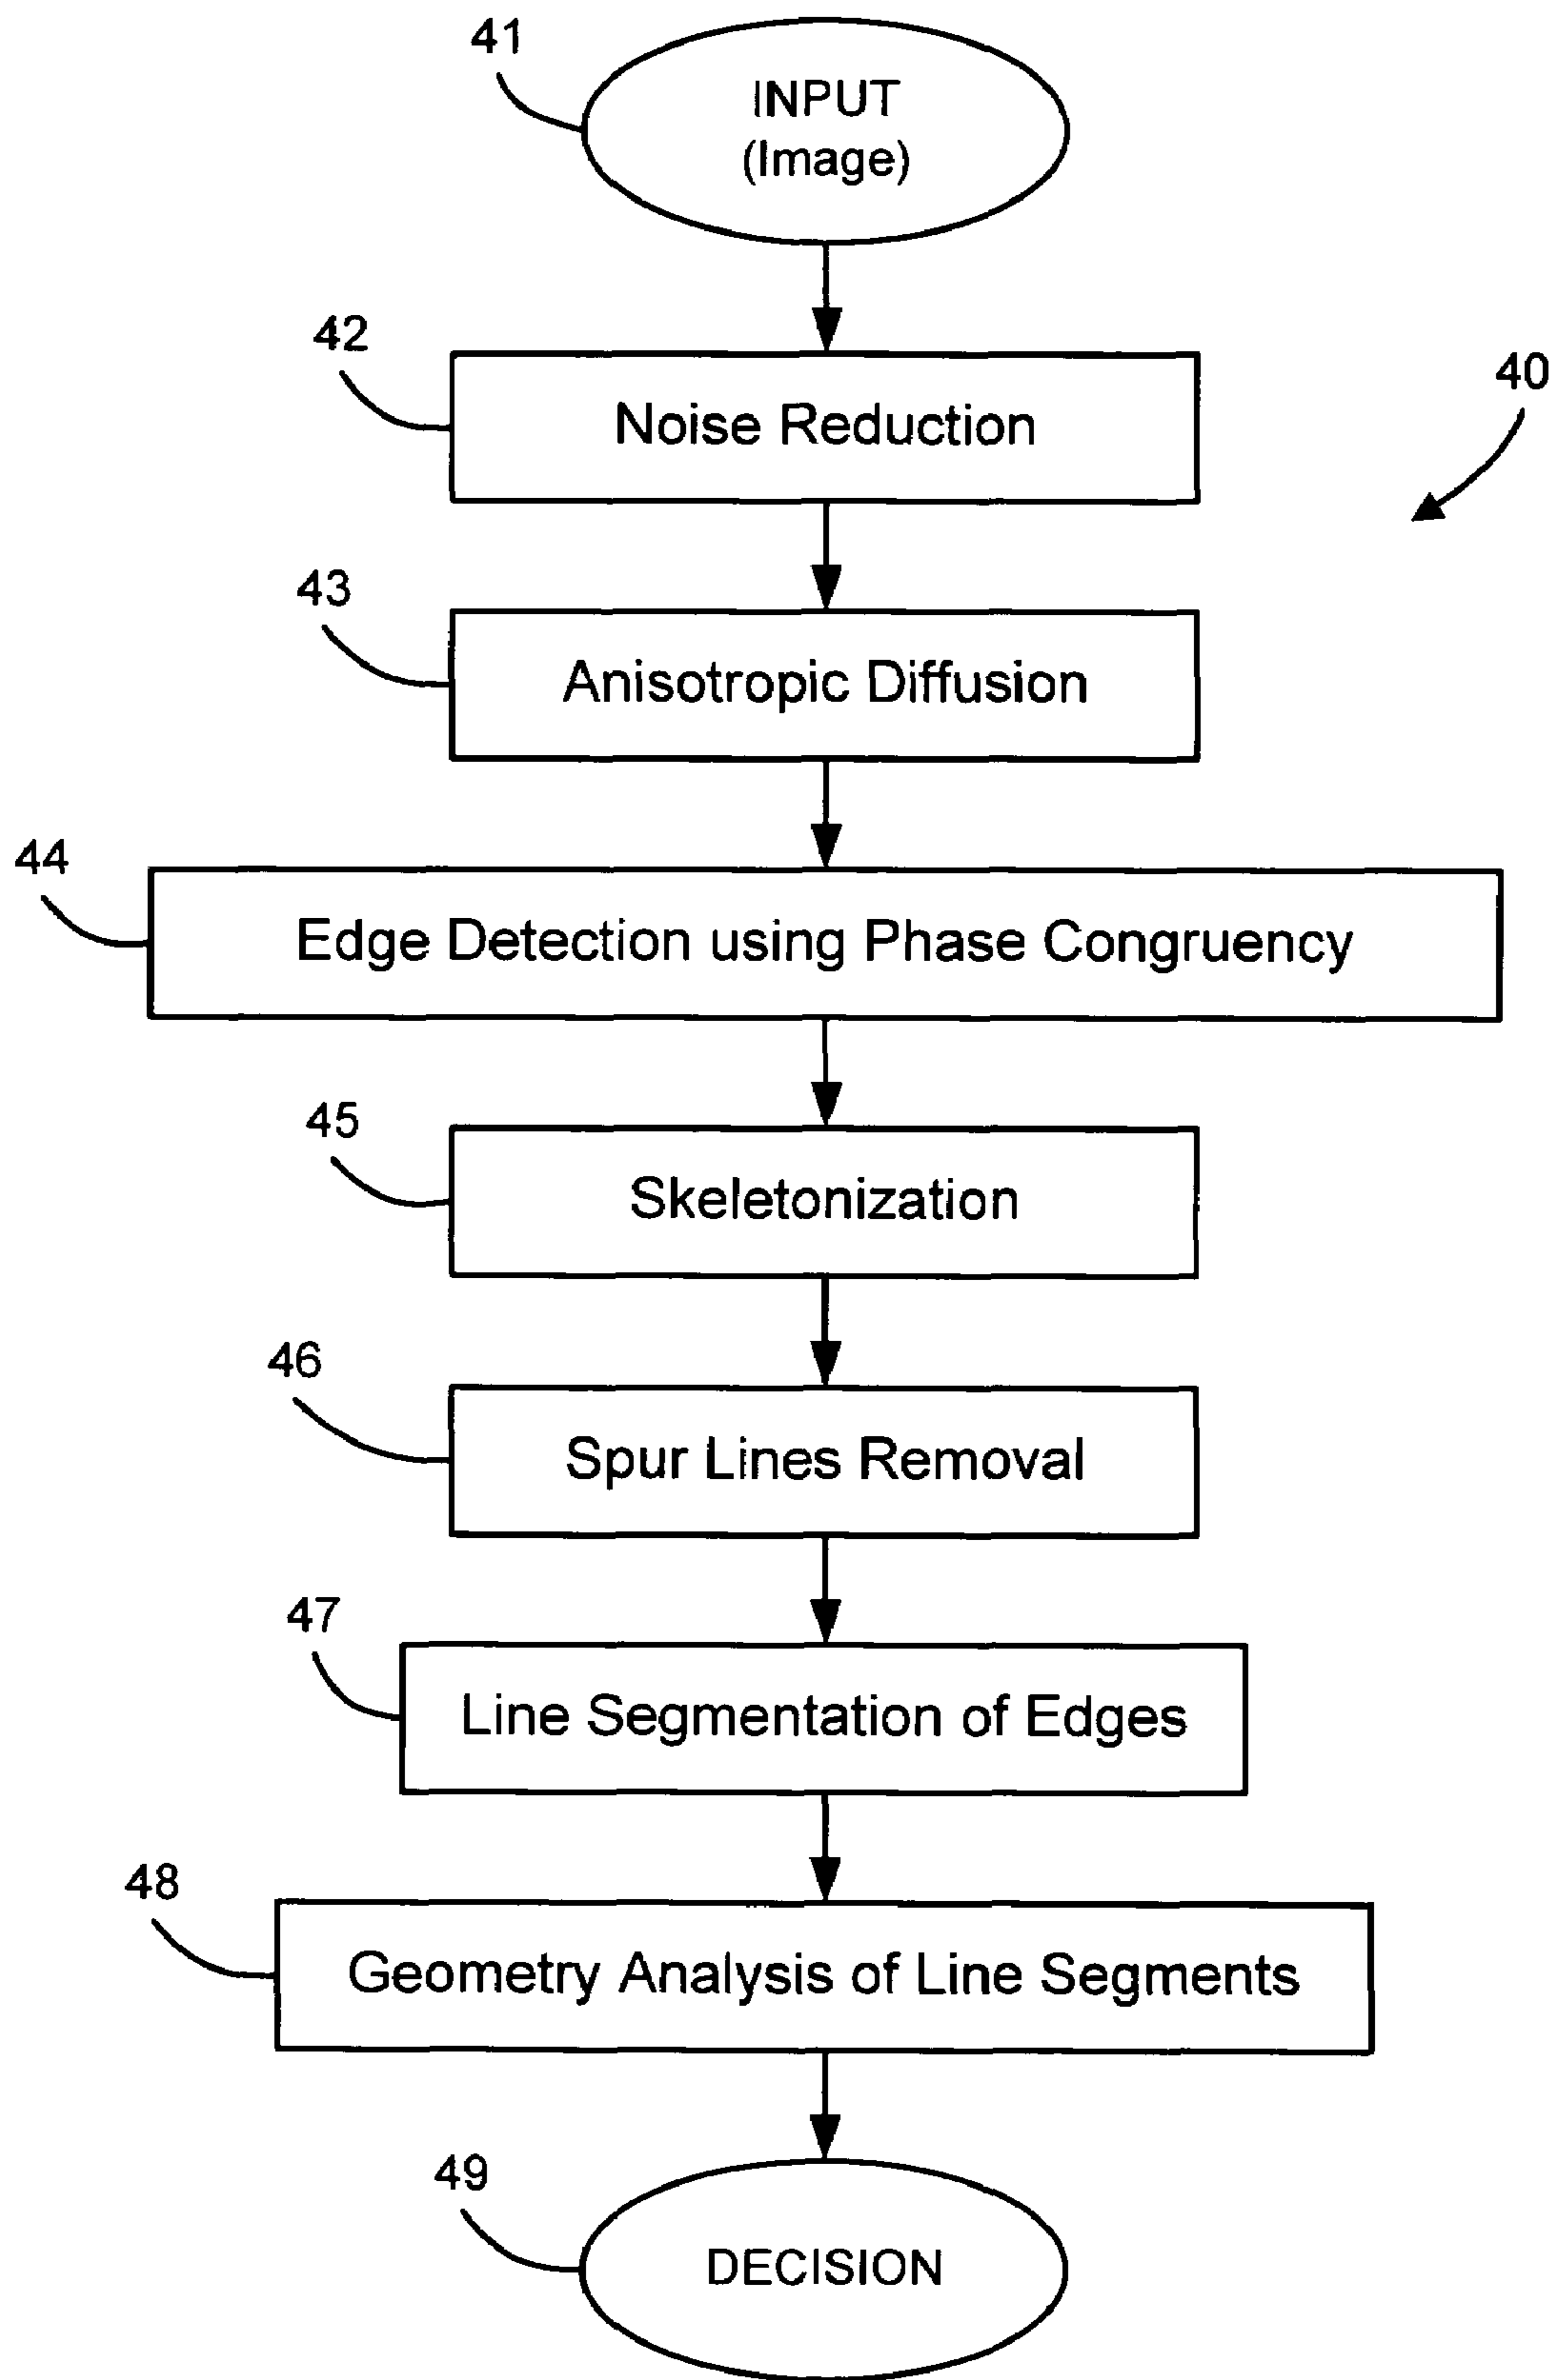 41
INPUT
(Image)
42
Noise Reduction
40
43
Anisotropic Diffusion
44
Edge Detection using Phase Congruency
45
Skeletonization
46
Spur Lines Removal
47
Line Segmentation of Edges
48
Geometry Analysis of Line Segments
49
DECISION